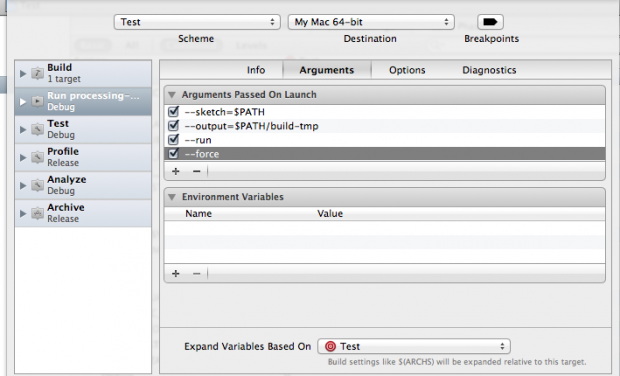 Test
My Mac 64-bit
Scheme
Destination
Breakpoints
Build
1 target
Run processing-...
Debug
Test
Debug
Profile
Release
Analyze
Debug
Archive
Release
Info
Arguments
Options
Diagnostics
Arguments Passed On Launch
--sketch=$PATH
--output=$PATH/build-tmp
--run
--force
Environment Variables
Name
Value
Expand Variables Based On
Test
Build settings like $(ARCHS) will be expanded relative to this target.